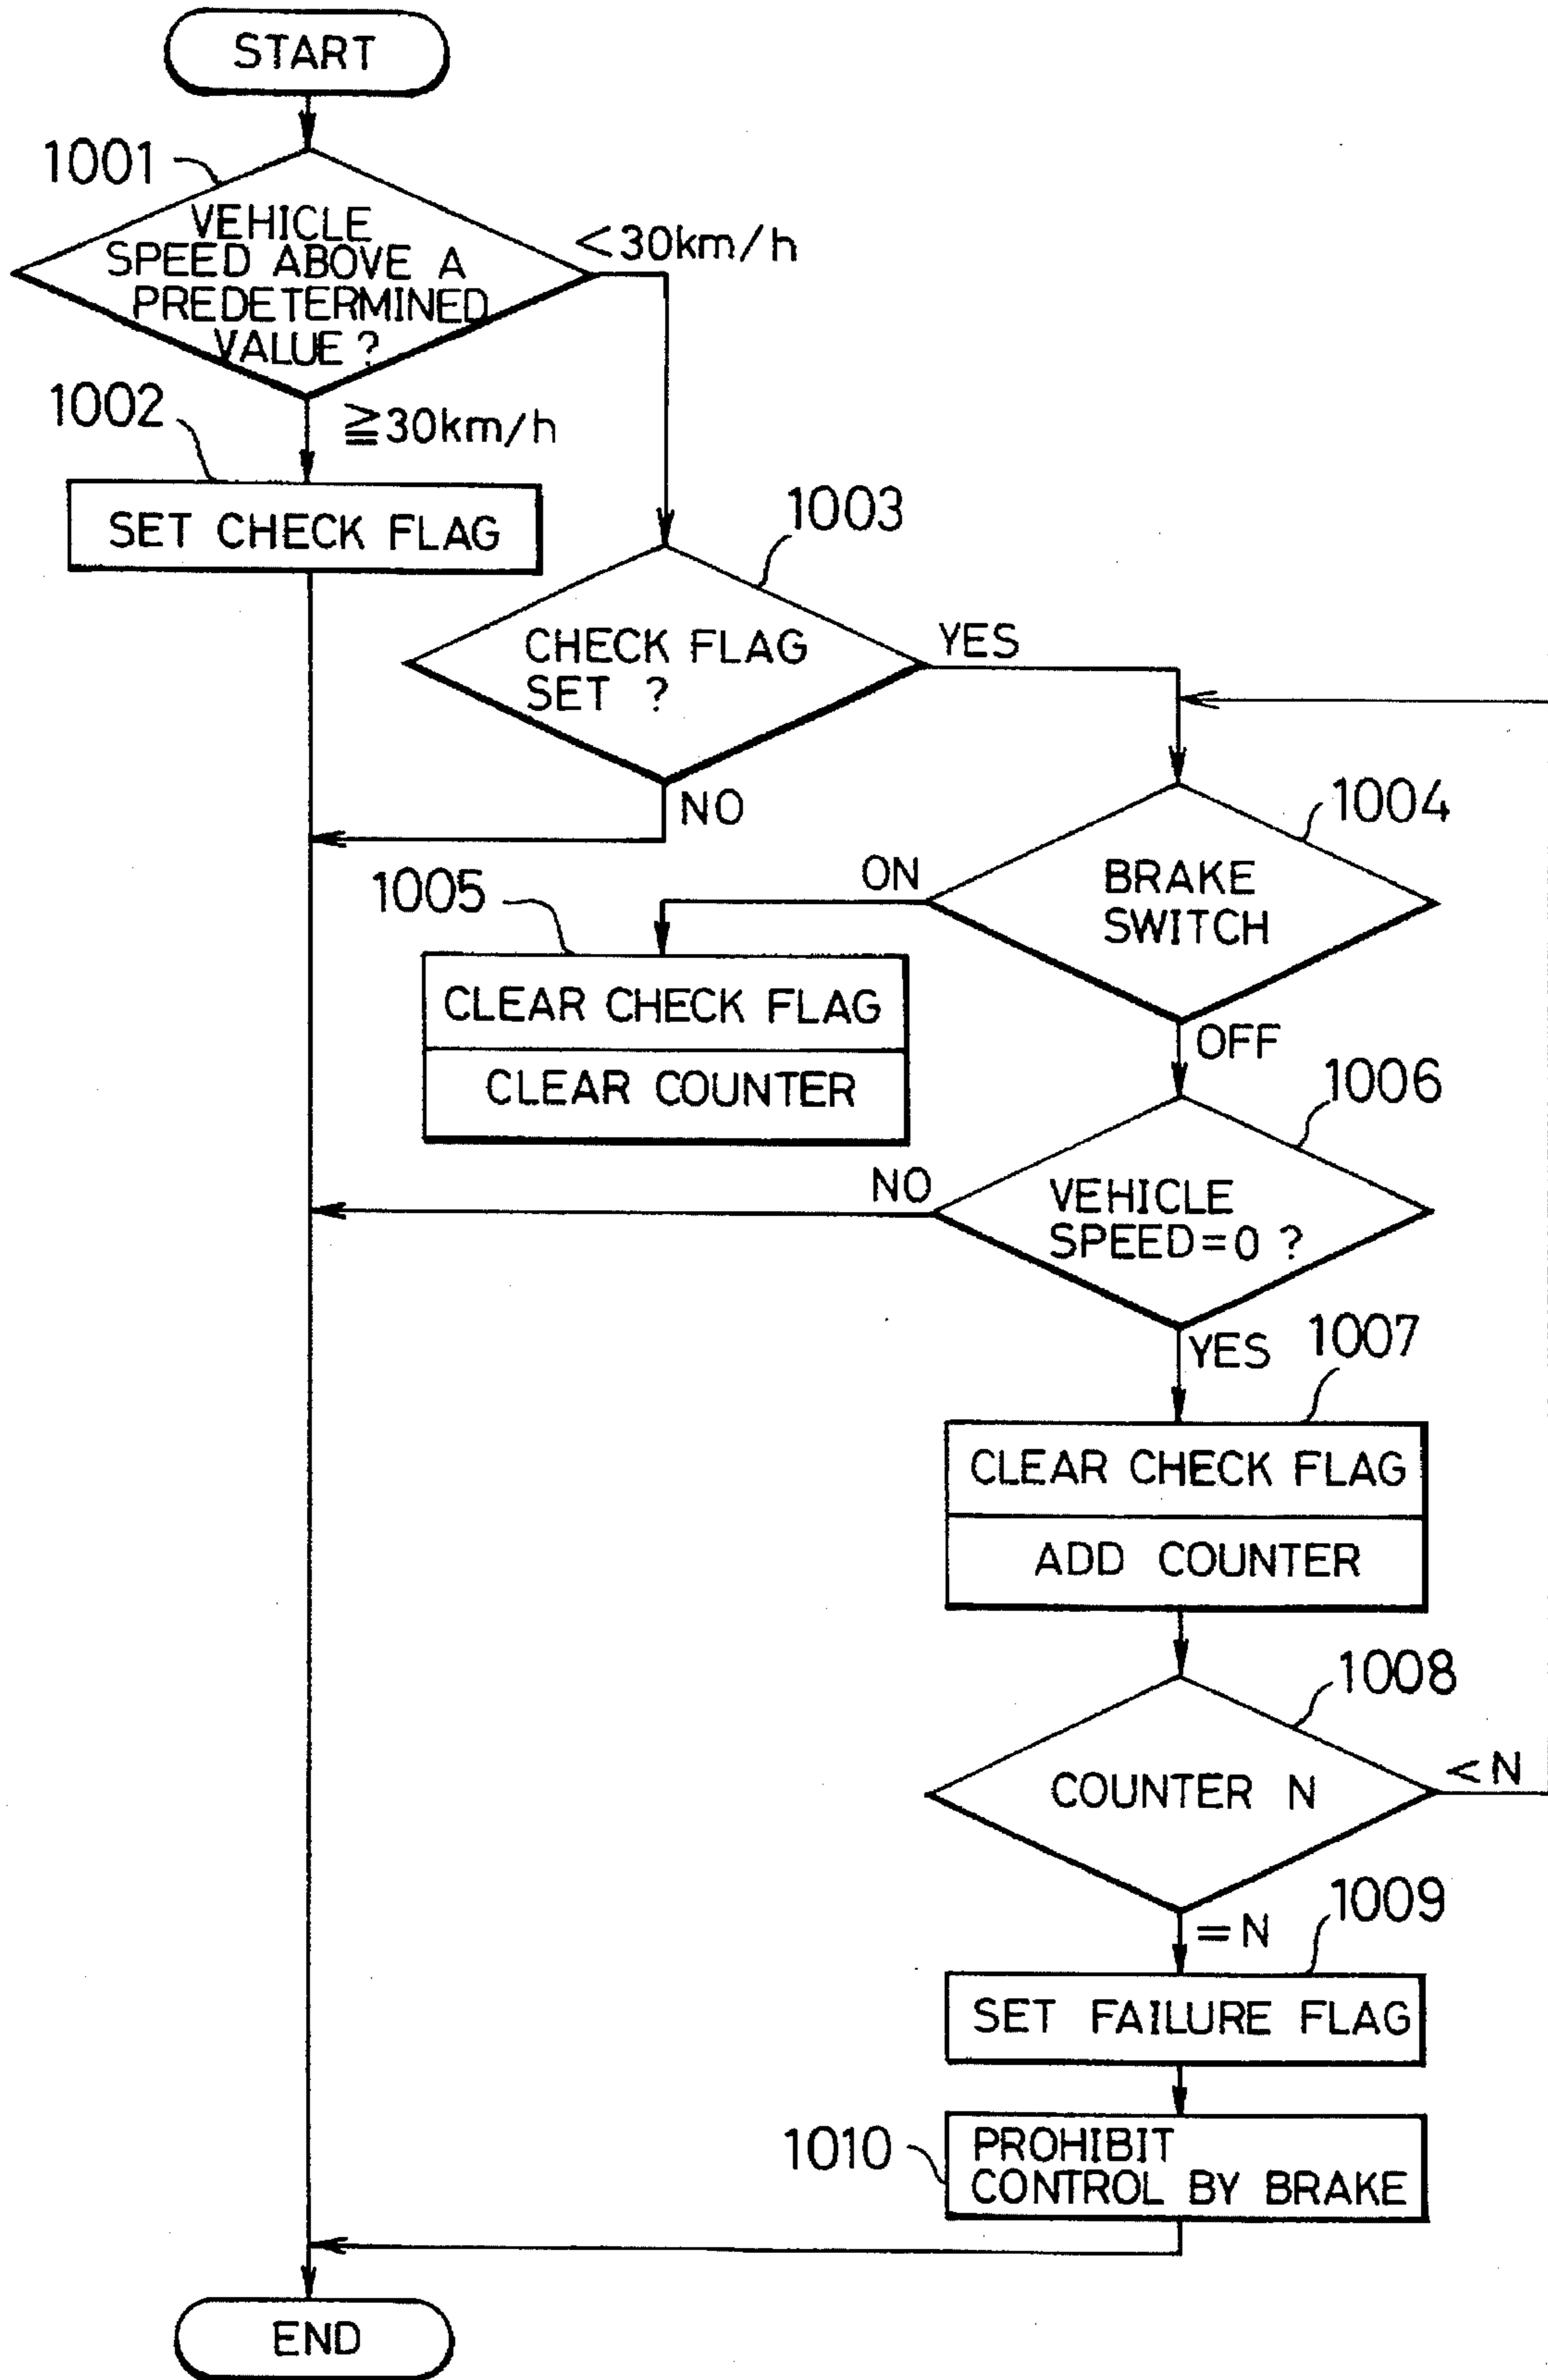 START
1001
VEHICLE
SPEED ABOVE A
PREDETERMINED
VALUE ?
<30km/h
≧30km/h
1002
SET CHECK FLAG
1003
CHECK FLAG
SET ?
YES
NO
1004
BRAKE
SWITCH
ON
OFF
1005
CLEAR CHECK FLAG
CLEAR COUNTER
1006
VEHICLE
SPEED=0 ?
NO
YES
1007
CLEAR CHECK FLAG
ADD COUNTER
1008
COUNTER N
<N
=N
1009
SET FAILURE FLAG
1010
PROHIBIT
CONTROL BY BRAKE
END